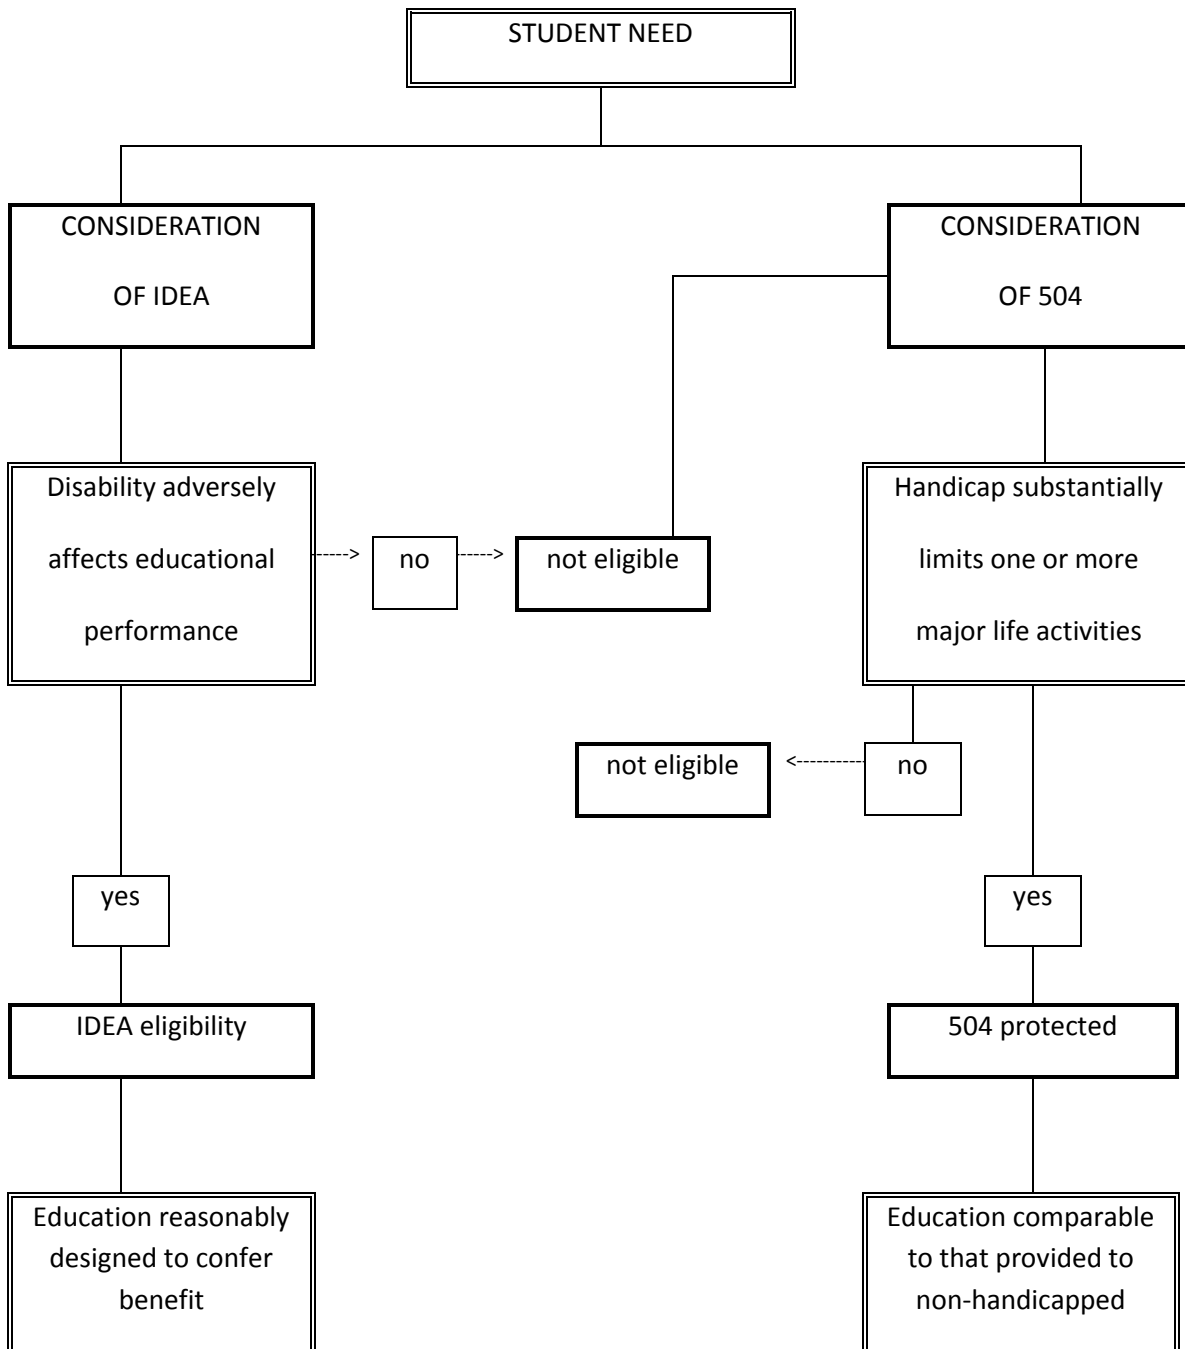 STUDENT NEED
CONSIDERATION
OF IDEA
CONSIDERATION
OF 504
Disability adversely
affects educational
performance
no
not eligible
Handicap substantially
limits one or more
major life activities
not eligible
no
yes
yes
IDEA eligibility
504 protected
Education reasonably
designed to confer
benefit
Education comparable
to that provided to
non-handicapped